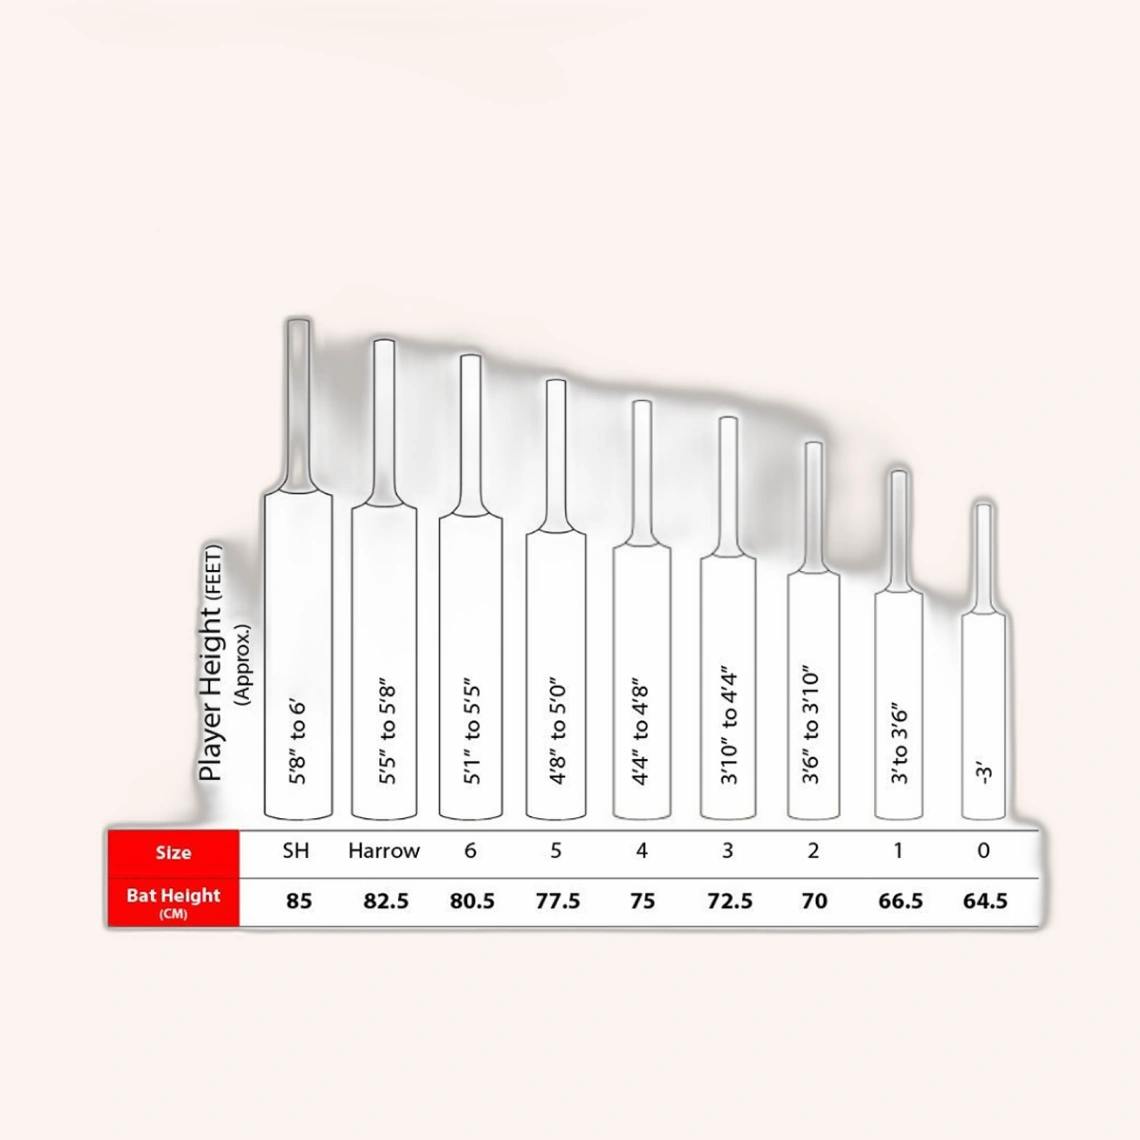 Player Height (FEET)
(Approx.)
5'8" to 6'
5'5" to 5'8"
5'1" to 5'5"
4'8" to 5'0"
4'4" to 4'8"
3'10" to 4'4"
3'6" to 3'10"
3'to 3'6"
-3'
Size SH Harrow 6 5 4 3 2 1 0
Bat Height 85 82.5 80.5 77.5 75 72.5 70 66.5 64.5
(CM)